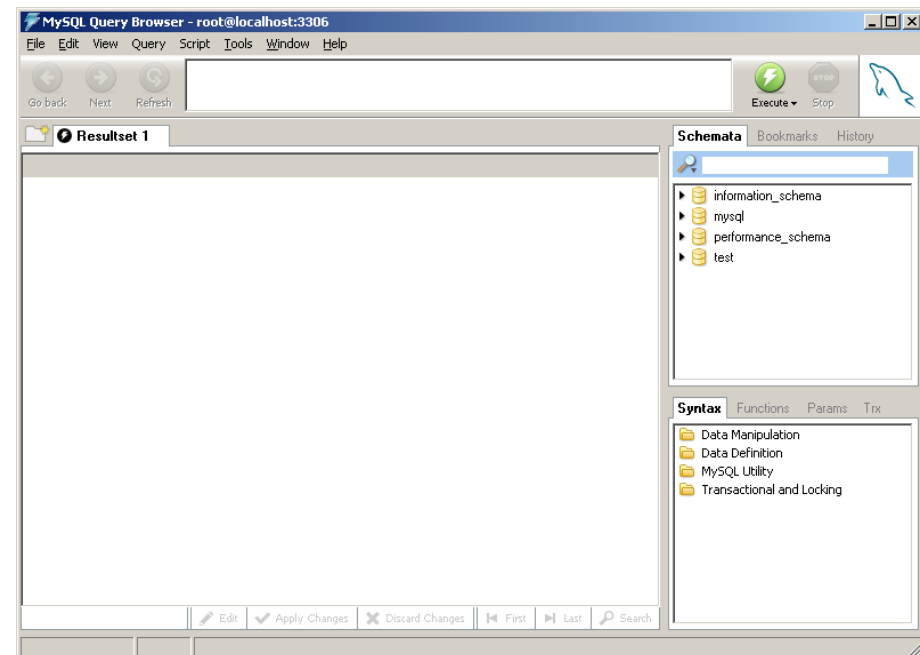 MySQL Query Browser - root@localhost:3306
File Edit View Query Script Tools Window Help
Go back Next Refresh Execute Stop
STOP
Resultset 1
Schemata Bookmarks History
information_schema
mysql
performance_schema
test
Syntax Functions Params Trx
Data Manipulation
Data Definition
MySQL Utility
Transactional and Locking
Edit Apply Changes Discard Changes First Last Search